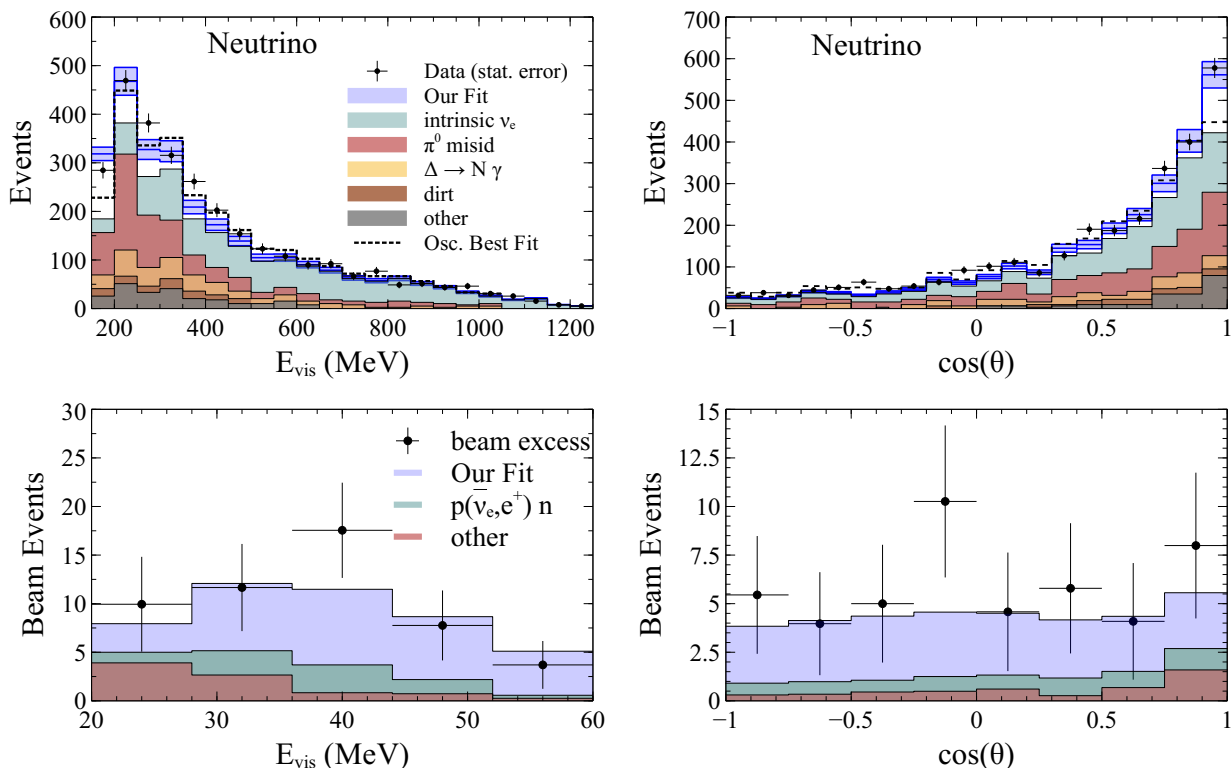 600
500
400
300
200
100
0
Events
Neutrino
Data (stat. error)
Our Fit
intrinsic νe
π0 misid
Δ → N γ
dirt
other
Osc. Best Fit
200 400 600 800 1000 1200
Evis (MeV)
700
600
500
400
300
200
100
0
Events
Neutrino
−1 −0.5 0 0.5 1
cos(θ)
30
25
20
15
10
5
0
Beam Events
beam excess
Our Fit
p(ν̅e,e+) n
other
20 30 40 50 60
Evis (MeV)
15
12.5
10
7.5
5
2.5
0
Beam Events
−1 −0.5 0 0.5 1
cos(θ)